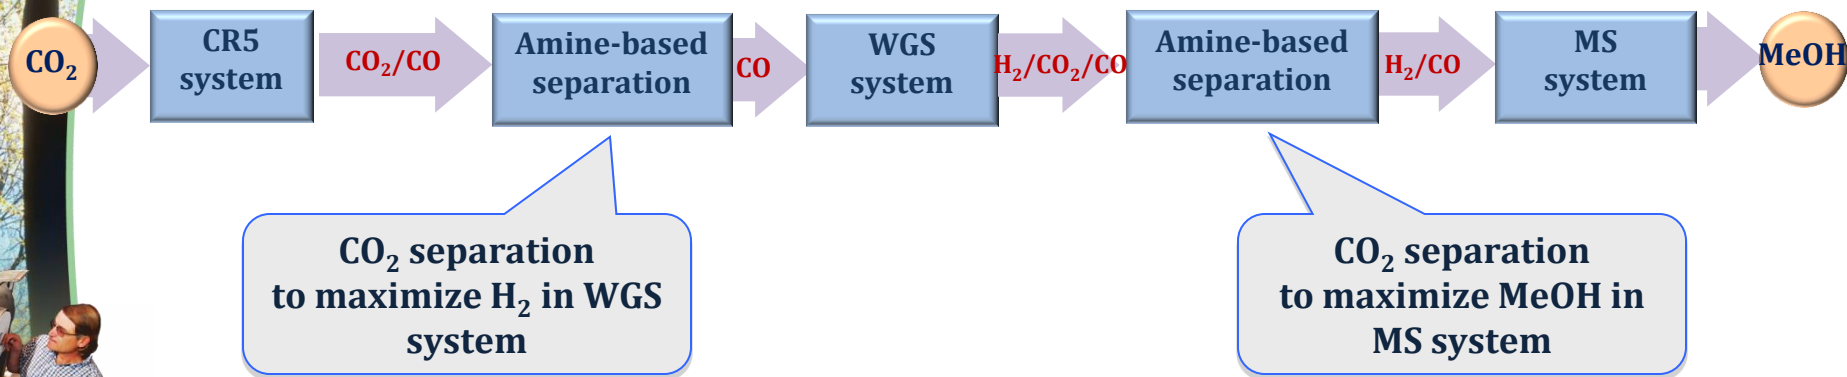 CO₂
CR5
system
CO₂/CO
Amine-based
separation
CO
WGS
system
H₂/CO₂/CO
Amine-based
separation
H₂/CO
MS
system
MeOH
CO₂ separation
to maximize H₂ in WGS
system
CO₂ separation
to maximize MeOH in
MS system